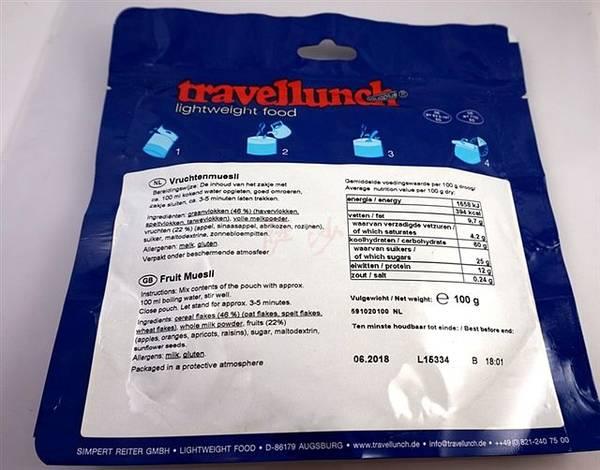 travellunch
lightweight food
1
2
3
4
NL Vruchtenmuesli
Bereidingswijze: De inhoud van het zakje met
ca. 100 ml kokend water opgieten, goed omroeren,
zakje sluiten, ca. 3-5 minuten laten trekken.
Ingrediënten: graanvlokken (46 %) (havervlokken,
speltvlokken, tarwevlokken), volle melkpoeder,
vruchten (22 %) (appel, sinaasappel, abrikozen, rozijnen),
suiker, maltodextrine, zonnebloempitten.
Allergenen: melk, gluten.
Verpakt onder beschermende atmosfeer
GB Fruit Muesli
Instructions: Mix contents of the pouch with approx.
100 ml boiling water, stir well.
Close pouch. Let stand for approx. 3-5 minutes.
Ingredients: cereal flakes (46 %) (oat flakes, spelt flakes,
wheat flakes), whole milk powder, fruits (22%)
(apples, oranges, apricots, raisins), sugar, maltodextrin,
sunflower seeds.
Allergens: milk, gluten.
Packaged in a protective atmosphere
Gemiddelde voedingswaarde per 100 g droog/
Average nutrition value per 100 g dry:
energie / energy 1658 kJ
394 kcal
vetten / fat 9,7 g
waarvan verzadigde vetzuren /
of which saturates 4,2 g
koolhydraten / carbohydrate 60 g
waarvan suikers /
of which sugars 25 g
eiwitten / protein 12 g
zout / salt 0,24 g
Vulgewicht / Net weight: e 100 g
591020100 NL
Ten minste houdbaar tot einde: / Best before end:
06.2018 L15334 B 18:01
SIMPERT REITER GMBH • LIGHTWEIGHT FOOD • D-86179 AUGSBURG • www.travellunch.de • info@travellunch.de • ++49 (0)821-240 75 00